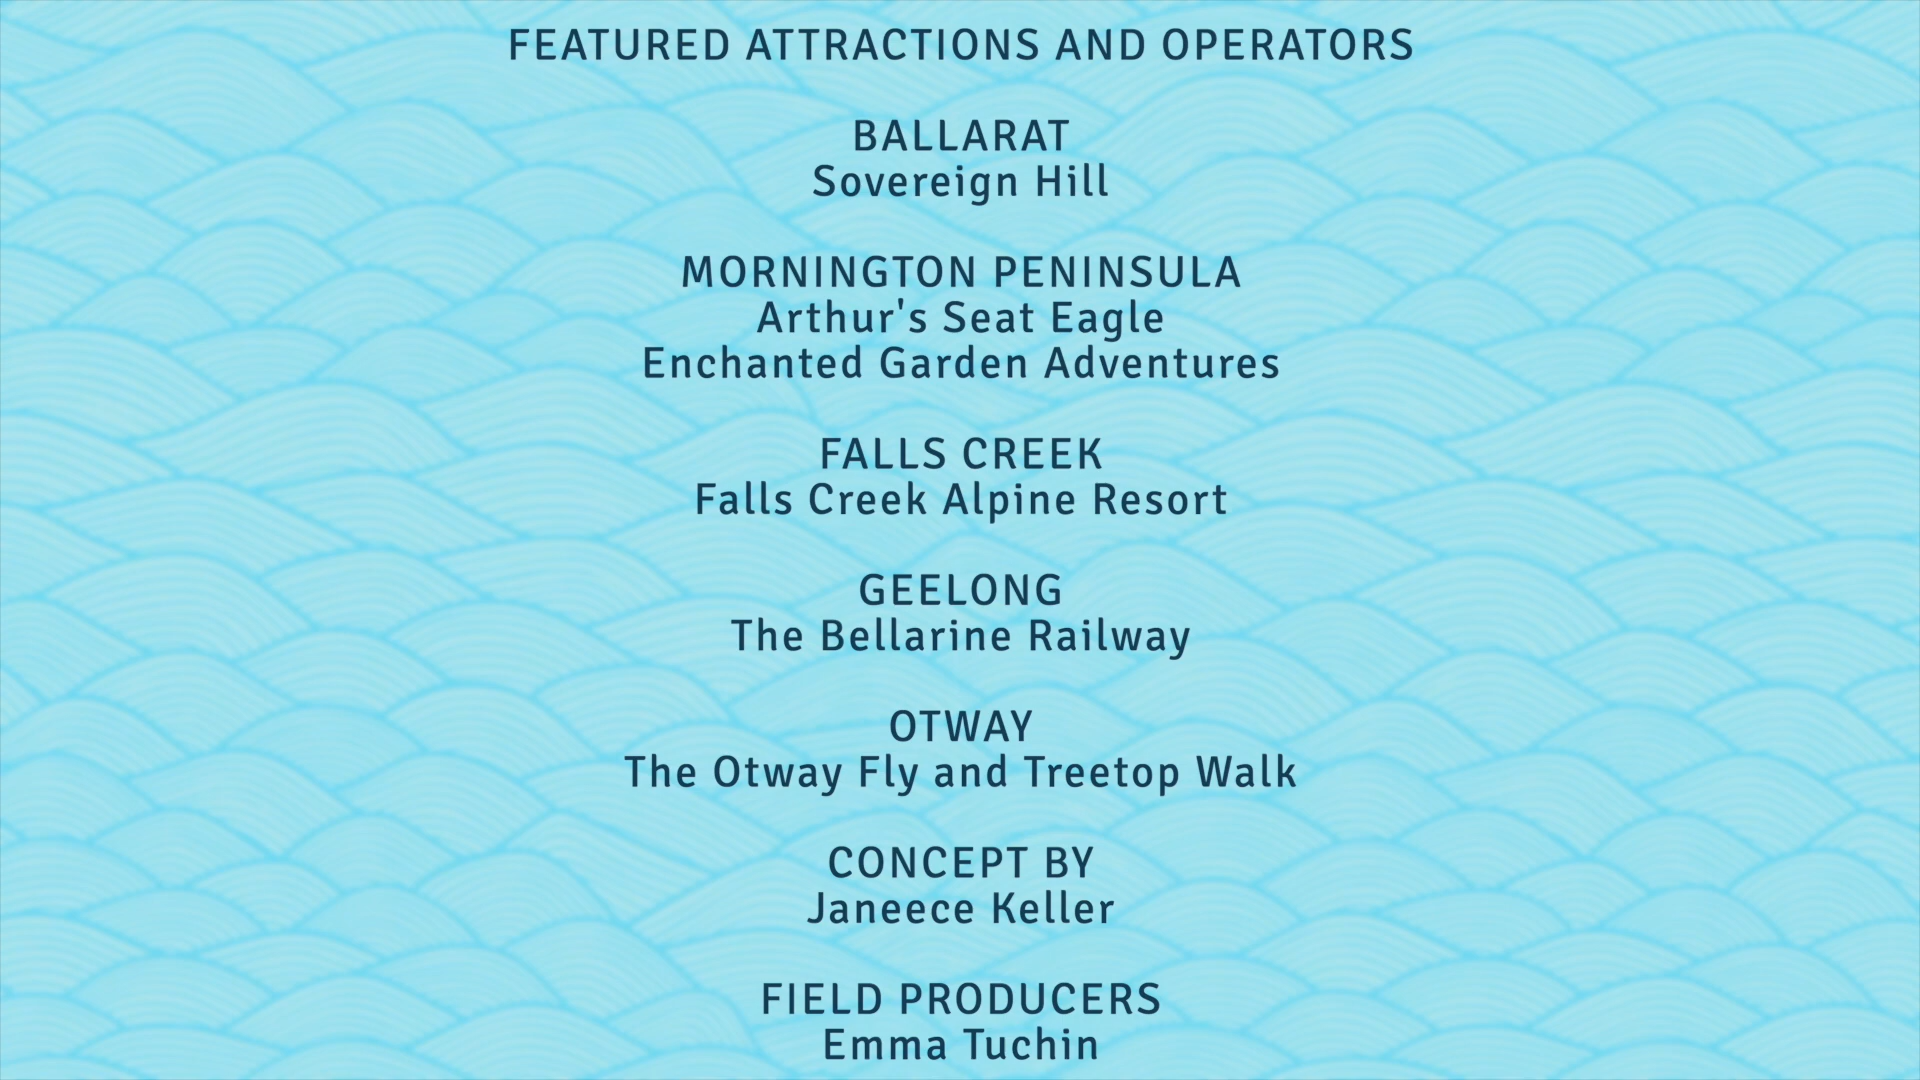 FEATURED ATTRACTIONS AND OPERATORS
BALLARAT
Sovereign Hill
MORNINGTON PENINSULA
Arthur's Seat Eagle
Enchanted Garden Adventures
FALLS CREEK
Falls Creek Alpine Resort
GEELONG
The Bellarine Railway
OTWAY
The Otway Fly and Treetop Walk
CONCEPT BY
Janeece Keller
FIELD PRODUCERS
Emma Tuchin